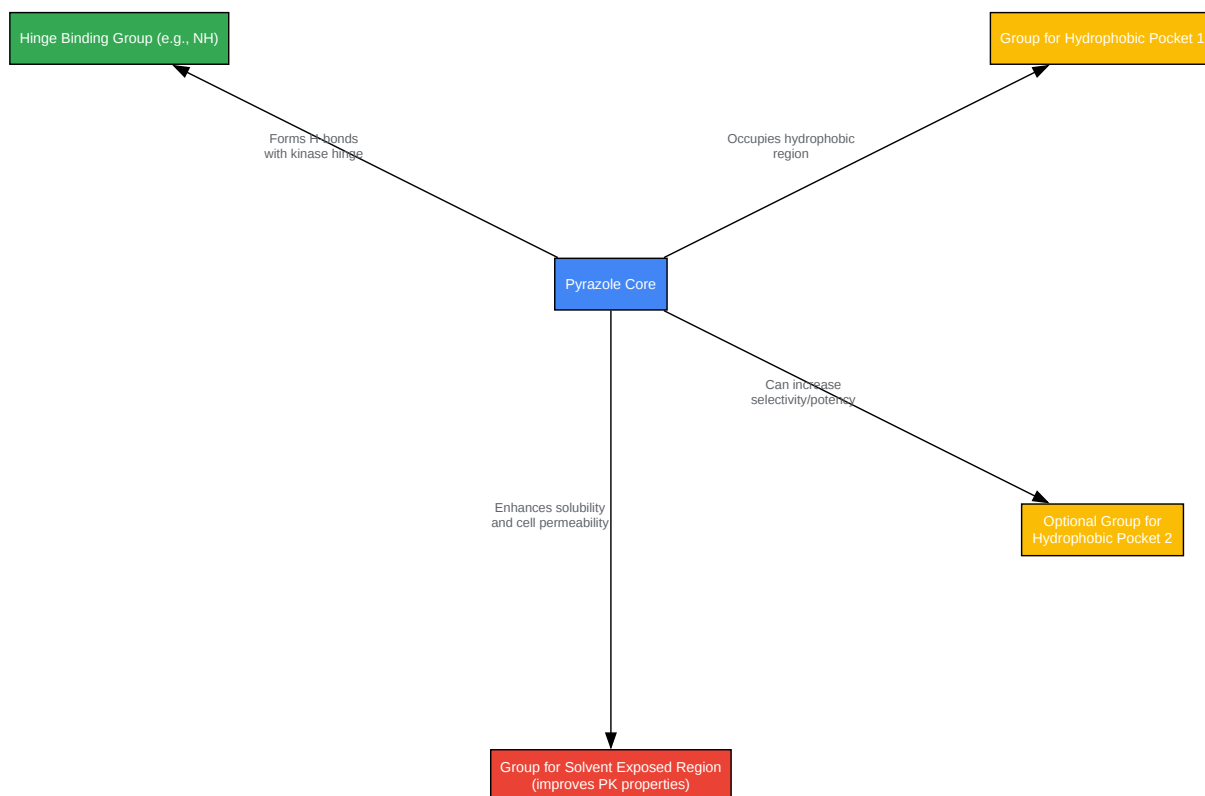 Hinge Binding Group (e.g., NH)
Group for Hydrophobic Pocket 1
Forms H-bonds
with kinase hinge
Occupies hydrophobic
region
Pyrazole Core
Can increase
selectivity/potency
Enhances solubility
and cell permeability
Optional Group for
Hydrophobic Pocket 2
Group for Solvent Exposed Region
(improves PK properties)